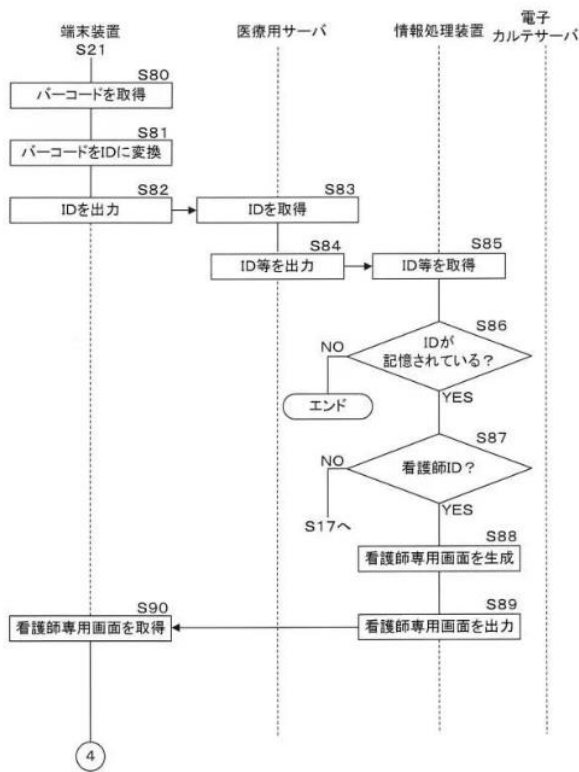 端末装置
医療用サーバ
情報処理装置
電子
カルテサーバ
S21
S80
バーコードを取得
S81
バーコードをIDに変換
S82
IDを出力
S83
IDを取得
S84
ID等を出力
S85
ID等を取得
S86
IDが
記憶されている?
NO
YES
エンド
S87
看護師ID?
NO
YES
S17へ
S88
看護師専用画面を生成
S89
看護師専用画面を出力
S90
看護師専用画面を取得
4